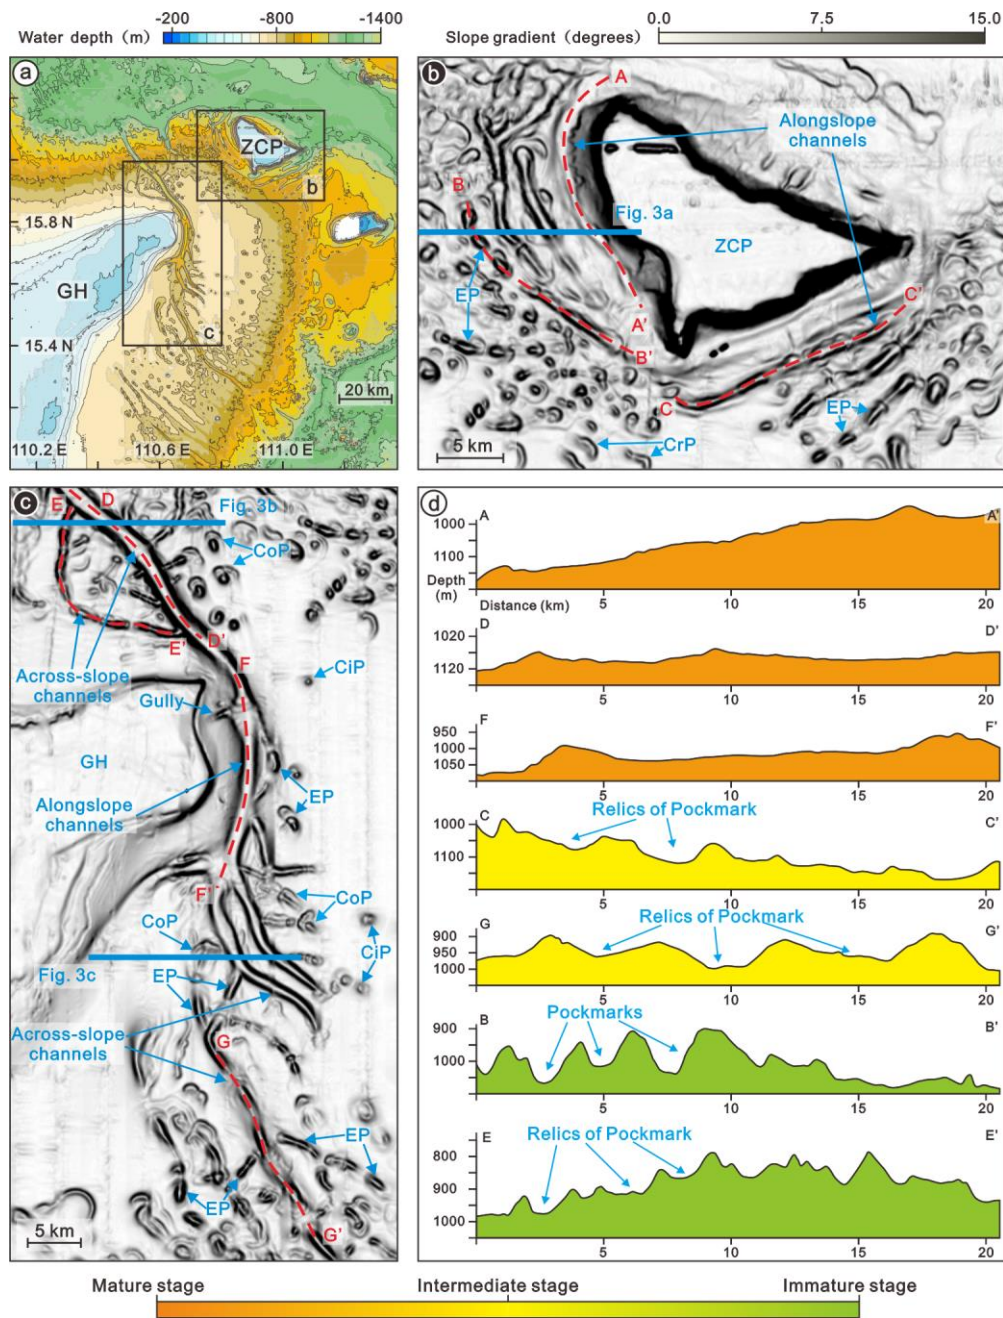 -200 -800 -1400
Water depth (m)
0.0 7.5 15.0
Slope gradient (degrees)
a
ZCP
b
15.8 N
GH
c
15.4 N
20 km
110.2 E 110.6 E 111.0 E
b
A
Alongslope
channels
B
Fig. 3a
ZCP
EP
A'
C'
B'
C
EP
5 km
CrP
c
E D
Fig. 3b
CoP
E' D'
F
Across-slope
channels
CiP
Gully
GH
EP
Alongslope
channels
F'
CoP
CoP
CiP
Fig. 3c
EP
Across-slope
channels
G
EP
EP
5 km
G'
d
A A'
1000
1100
Depth
(m)
Distance (km) 5 10 15 20
D D'
1020
1120
5 10 15 20
F F'
950
1000
1050
5 10 15 20
Relics of Pockmark
C C'
1000
1100
5 10 15 20
Relics of Pockmark
G G'
900
950
1000
5 10 15 20
B Pockmarks B'
900
1000
5 10 15 20
E Relics of Pockmark E'
800
900
1000
5 10 15 20
Mature stage Intermediate stage Immature stage